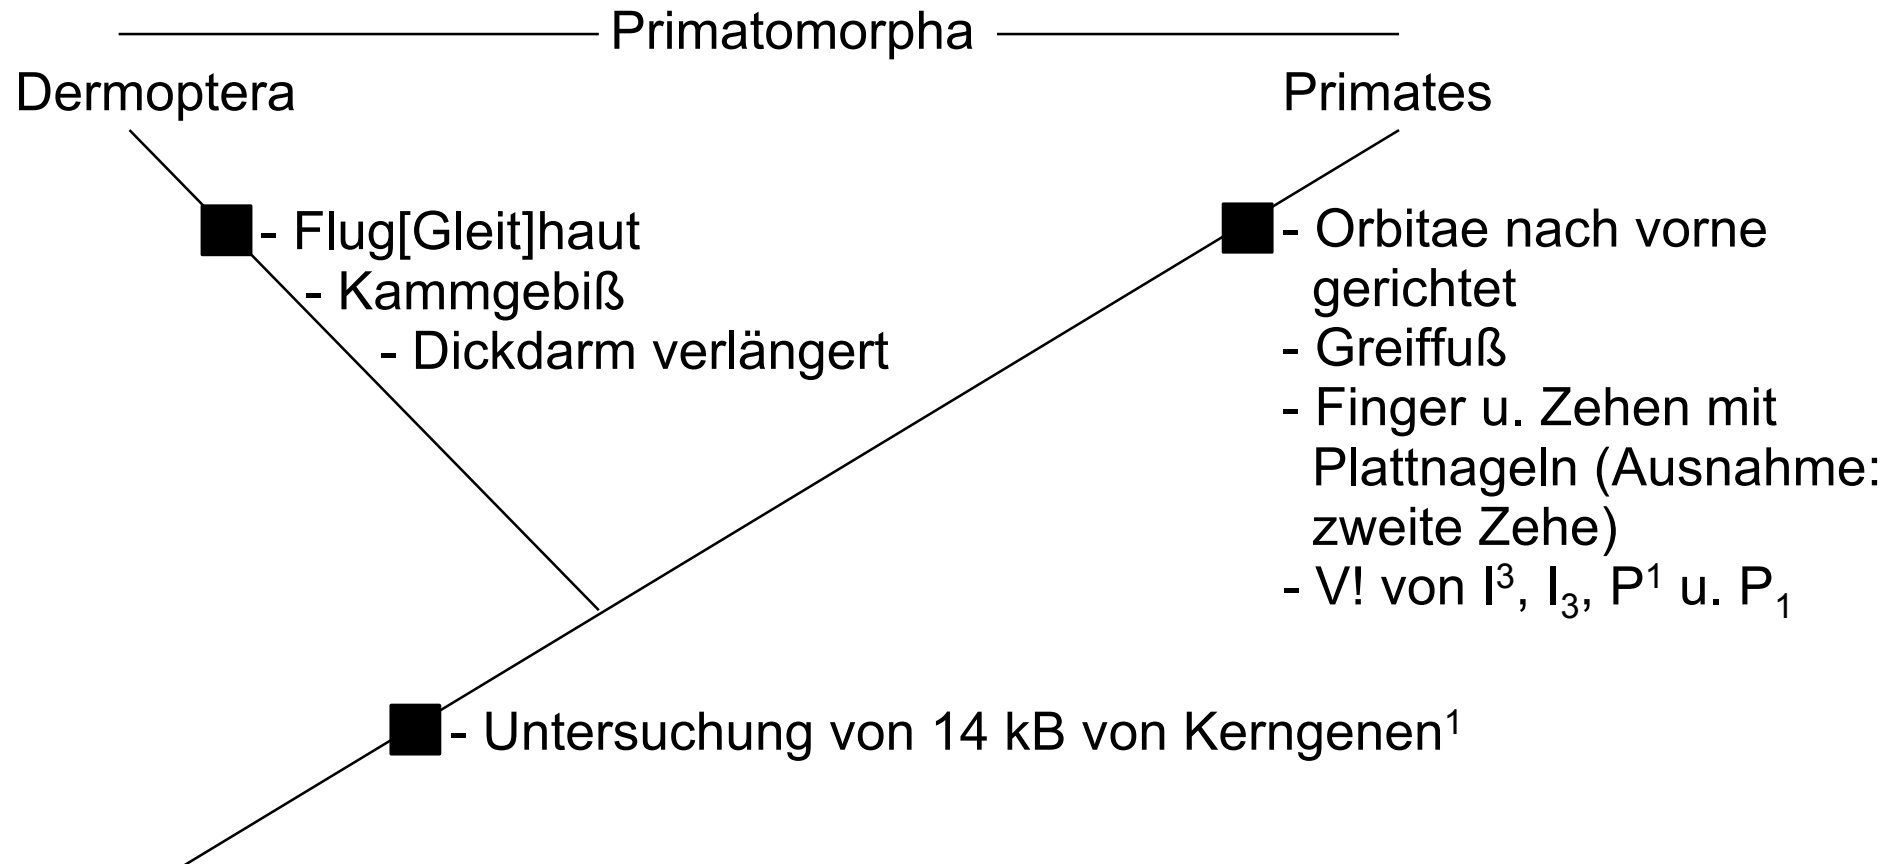 Primatomorpha
Dermoptera
Primates
- Flug[Gleit]haut
- Kammgebiß
- Dickdarm verlängert
- Orbitae nach vorne
gerichtet
- Greiffuß
- Finger u. Zehen mit
Plattnageln (Ausnahme:
zweite Zehe)
- V! von I³, I₃, P¹ u. P₁
- Untersuchung von 14 kB von Kerngenen¹